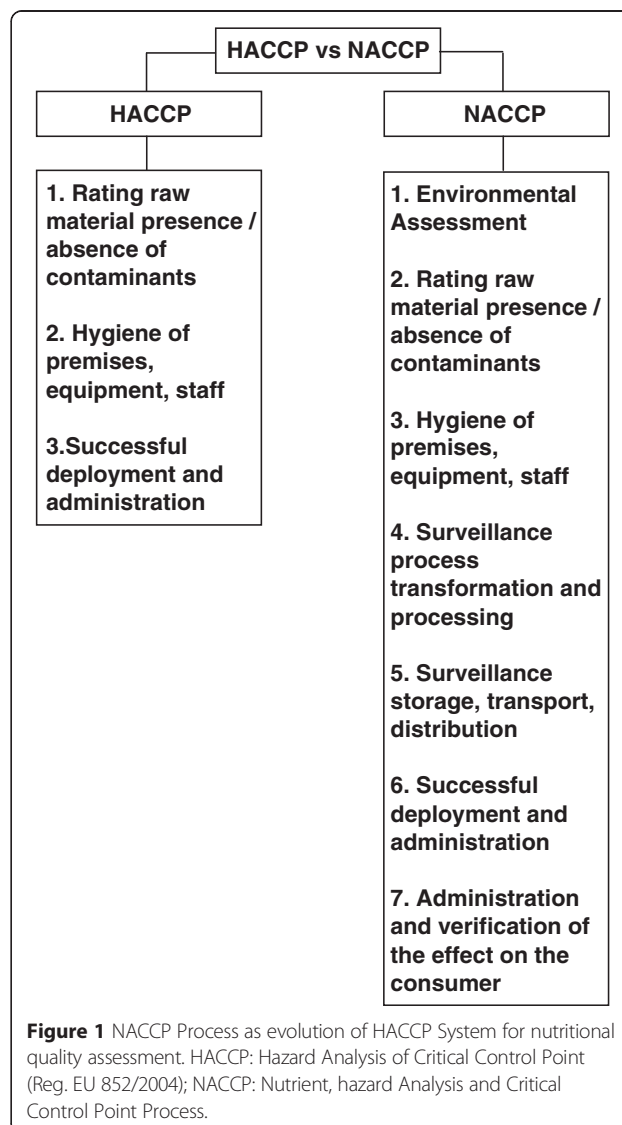 HACCP vs NACCP
HACCP
1. Rating raw
material presence /
absence of
contaminants
2. Hygiene of
premises,
equipment, staff
3.Successful
deployment and
administration
NACCP
1. Environmental
Assessment
2. Rating raw
material presence /
absence of
contaminants
3. Hygiene of
premises,
equipment, staff
4. Surveillance
process
transformation and
processing
5. Surveillance
storage, transport,
distribution
6. Successful
deployment and
administration
7. Administration
and verification of
the effect on the
consumer
Figure 1 NACCP Process as evolution of HACCP System for nutritional
quality assessment. HACCP: Hazard Analysis of Critical Control Point
(Reg. EU 852/2004); NACCP: Nutrient, hazard Analysis and Critical
Control Point Process.